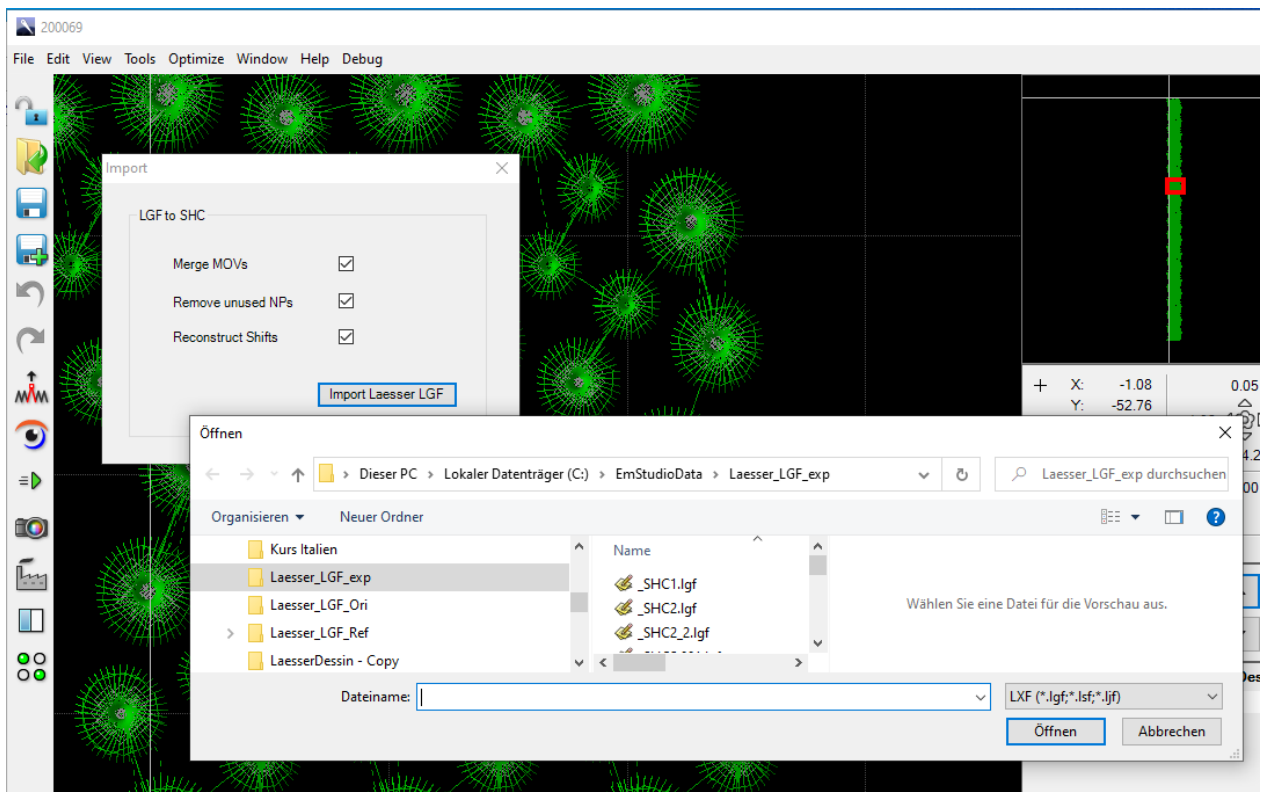 200069
File Edit View Tools Optimize Window Help Debug
Import
LGF to SHC
Merge MOVs
Remove unused NPs
Reconstruct Shifts
Import Laesser LGF
X: -1.08 0.05
Y: -52.76
Öffnen
Dieser PC > Lokaler Datenträger (C:) > EmStudioData > Laesser_LGF_exp
Laesser_LGF_exp durchsuchen
Organisieren Neuer Ordner
Kurs Italien
Laesser_LGF_exp
Laesser_LGF_Ori
Laesser_LGF_Ref
LaesserDessin - Copy
Name
_SHC1.lgf
_SHC2.lgf
_SHC2_2.lgf
Wählen Sie eine Datei für die Vorschau aus.
Dateiname:
LXF (*.lgf;*.lsf;*.ljf)
Öffnen Abbrechen